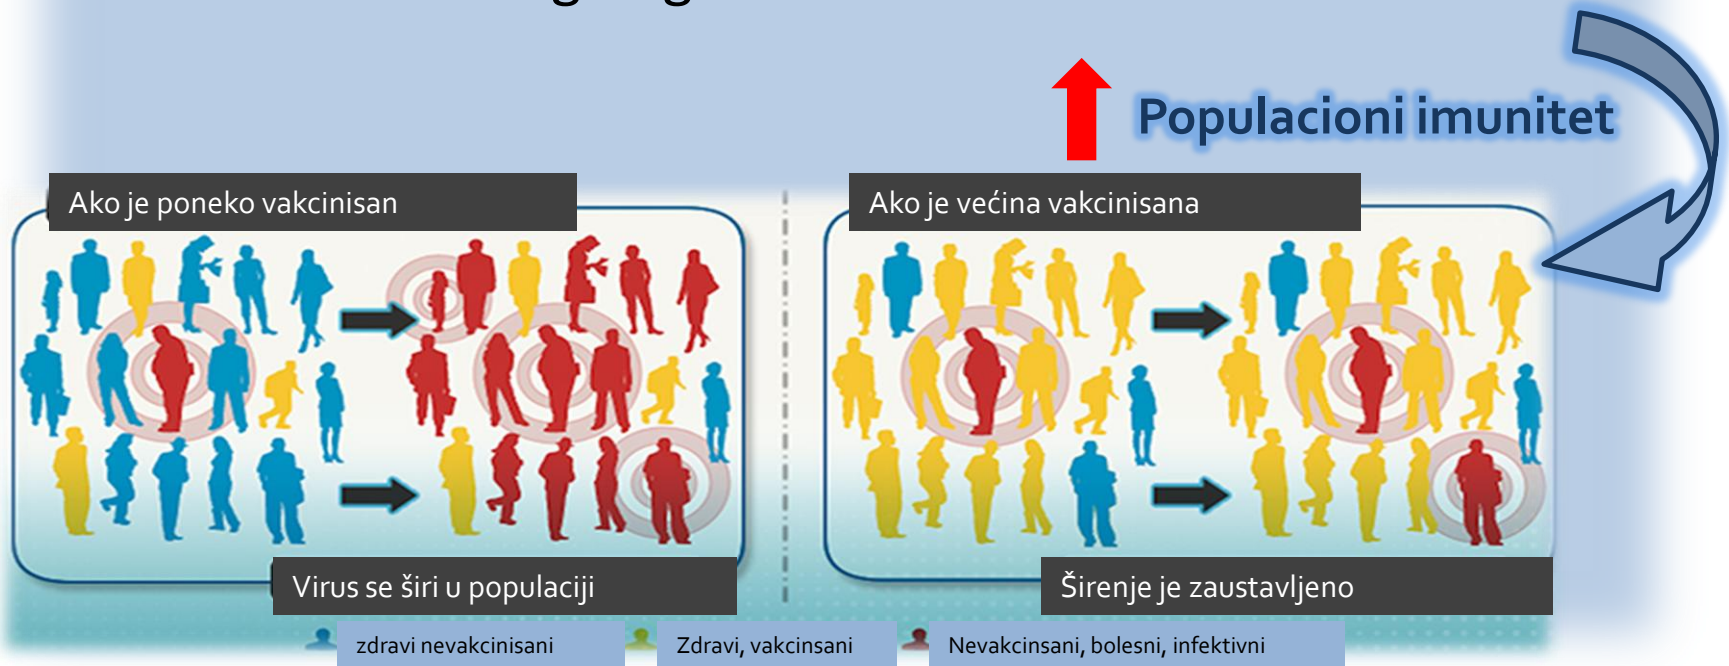 Populacioni imunitet
Ako je poneko vakcinisan
Ako je većina vakcinisana
Virus se širi u populaciji
Širenje je zaustavljeno
zdravi nevakcinisani
Zdravi, vakcinsani
Nevakcinsani, bolesni, infektivni